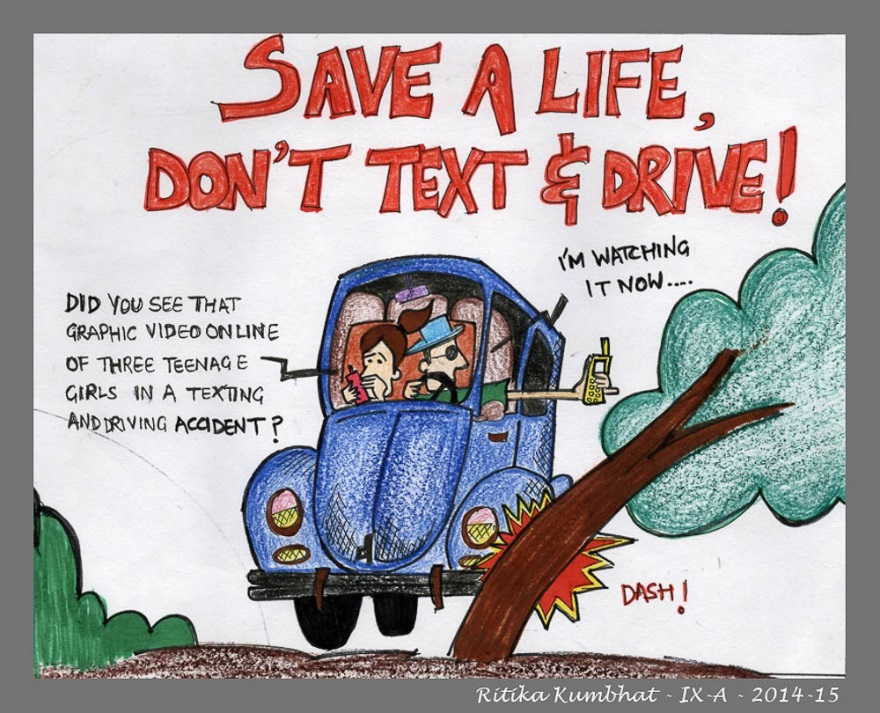 SAVE A LIFE,
DON'T TEXT & DRIVE!
I'M WATCHING
IT NOW.....
DID YOU SEE THAT
GRAPHIC VIDEO ONLINE
OF THREE TEENAGE
GIRLS IN A TEXTING
AND DRIVING ACCIDENT?
DASH!
Ritika Kumbhat - IX-A - 2014-15